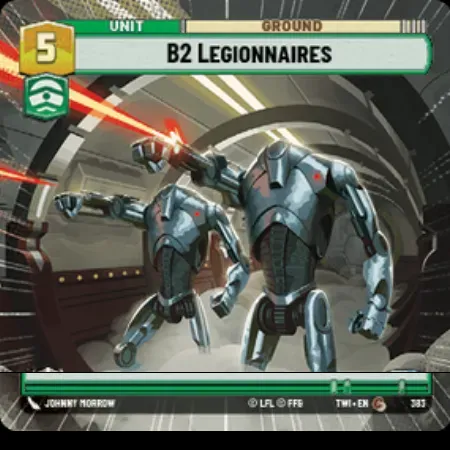 UNIT
GROUND
5
B2 LEGIONNAIRES
JOHNNY MORROW
© LFL © FFG
TWI • EN
383